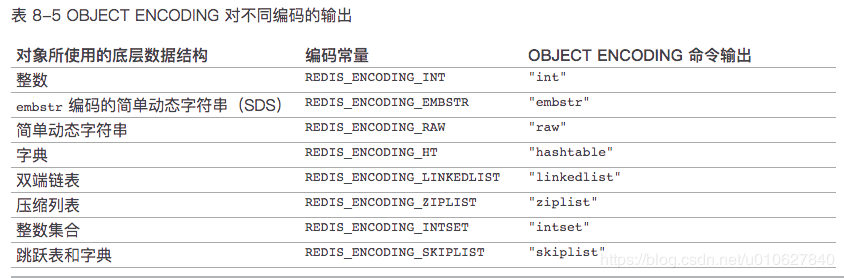 表 8-5 OBJECT ENCODING 对不同编码的输出
对象所使用的底层数据结构 编码常量 OBJECT ENCODING 命令输出
整数 REDIS_ENCODING_INT "int"
embstr 编码的简单动态字符串（SDS） REDIS_ENCODING_EMBSTR "embstr"
简单动态字符串 REDIS_ENCODING_RAW "raw"
字典 REDIS_ENCODING_HT "hashtable"
双端链表 REDIS_ENCODING_LINKEDLIST "linkedlist"
压缩列表 REDIS_ENCODING_ZIPLIST "ziplist"
整数集合 REDIS_ENCODING_INTSET "intset"
跳跃表和字典 REDIS_ENCODING_SKIPLIST "skiplist"
https://blog.csdn.net/u010627840